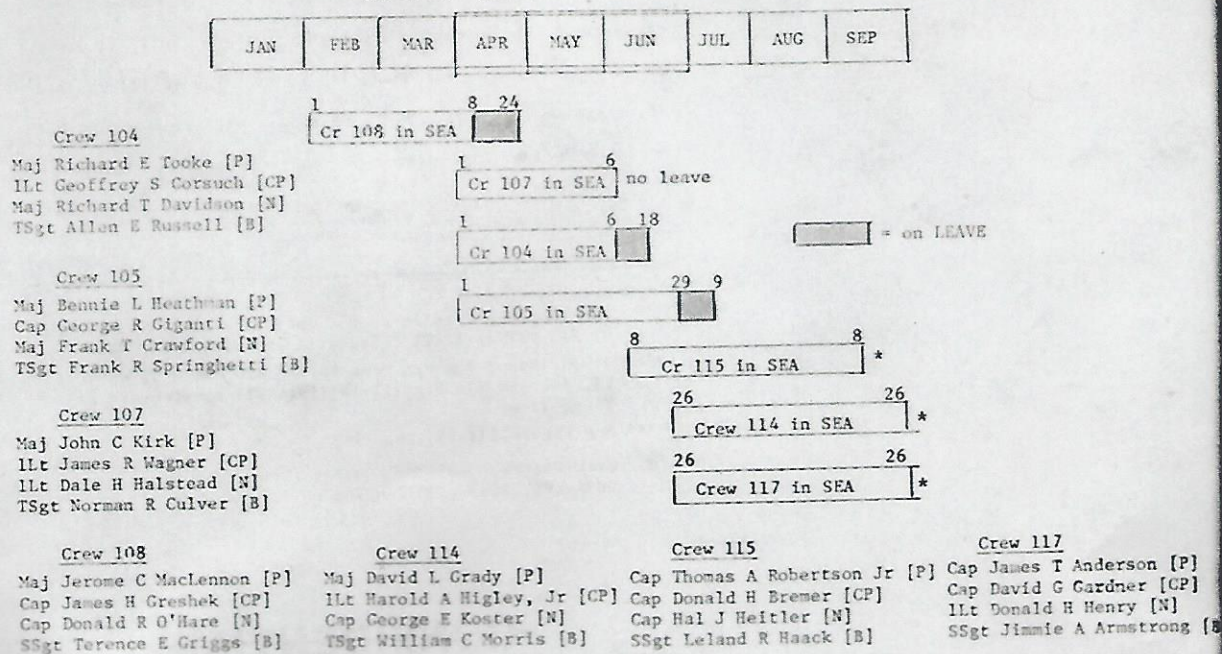 JAN FEB MAR APR MAY JUN JUL AUG SEP
1 8 24
Cr 108 in SEA
Crew 104
Maj Richard E Tooke [P]
1Lt Geoffrey S Corsuch [CP]
Maj Richard T Davidson [N]
TSgt Allen E Russell [B]
1 6
Cr 107 in SEA no leave
1 6 18
Cr 104 in SEA
= on LEAVE
Crew 105
Maj Bennie L Heathman [P]
Cap George R Giganti [CP]
Maj Frank T Crawford [N]
TSgt Frank R Springhetti [B]
1 29 9
Cr 105 in SEA
8 8
Cr 115 in SEA *
26 26
Crew 114 in SEA *
26 26
Crew 117 in SEA *
Crew 107
Maj John C Kirk [P]
1Lt James R Wagner [CP]
1Lt Dale H Halstead [N]
TSgt Norman R Culver [B]
Crew 108
Maj Jerome C MacLennon [P]
Cap James H Greshek [CP]
Cap Donald R O'Hare [N]
SSgt Terence E Griggs [B]
Crew 114
Maj David L Grady [P]
1Lt Harold A Higley, Jr [CP]
Cap George E Koster [N]
TSgt William C Morris [B]
Crew 115
Cap Thomas A Robertson Jr [P]
Cap Donald H Bremer [CP]
Cap Hal J Heitler [N]
SSgt Leland R Haack [B]
Crew 117
Cap James T Anderson [P]
Cap David G Gardner [CP]
1Lt Donald H Henry [N]
SSgt Jimmie A Armstrong [B